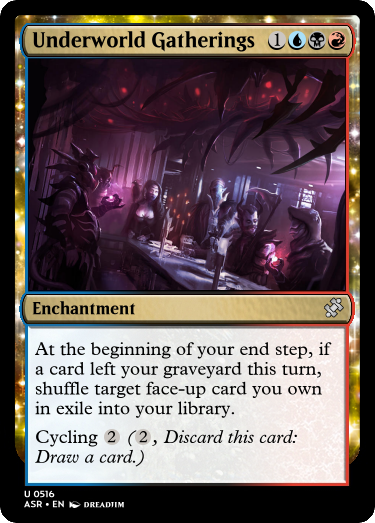 Underworld Gatherings 1
Enchantment
At the beginning of your end step, if
a card left your graveyard this turn,
shuffle target face-up card you own
in exile into your library.
Cycling 2 (2, Discard this card:
Draw a card.)
U 0516
ASR • EN DREADJIM